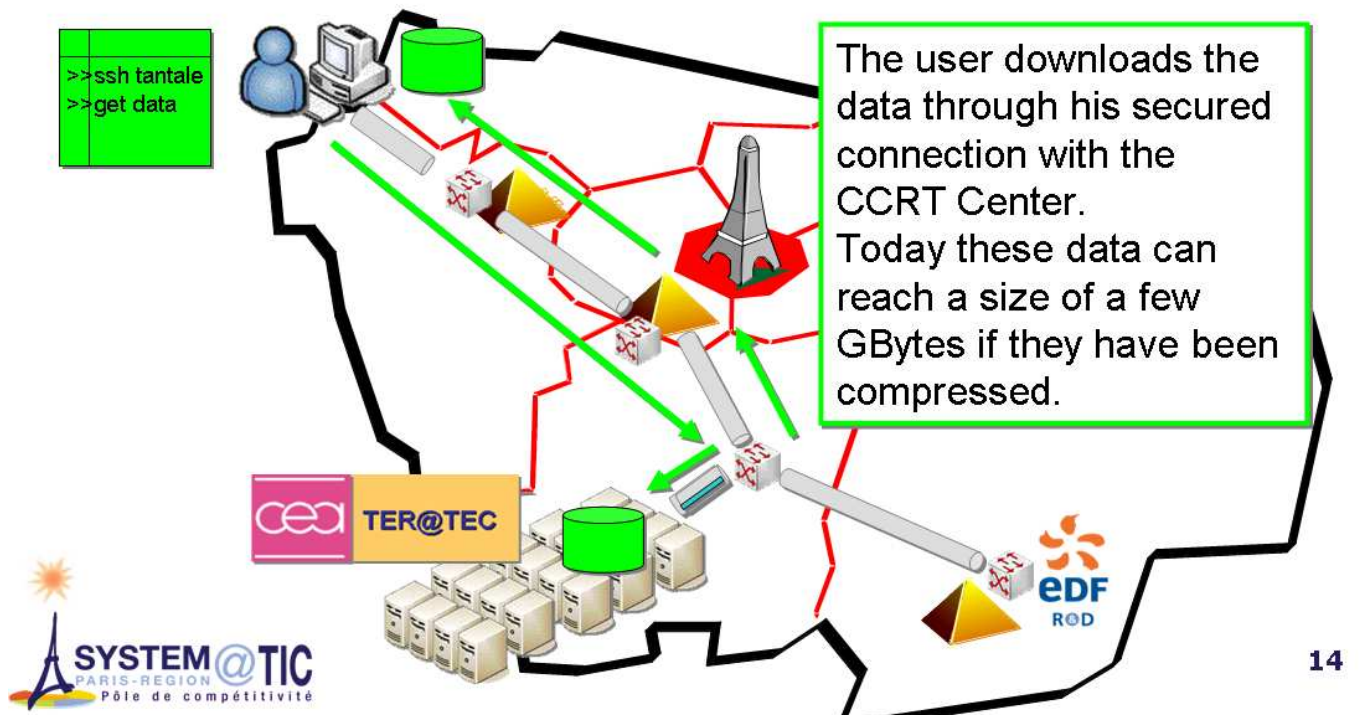 >>ssh tantale
>>get data
The user downloads the
data through his secured
connection with the
CCRT Center.
Today these data can
reach a size of a few
GBytes if they have been
compressed.
cea TER@TEC
eDF
R&D
SYSTEM@TIC
PARIS-REGION
Pôle de compétitivité
14